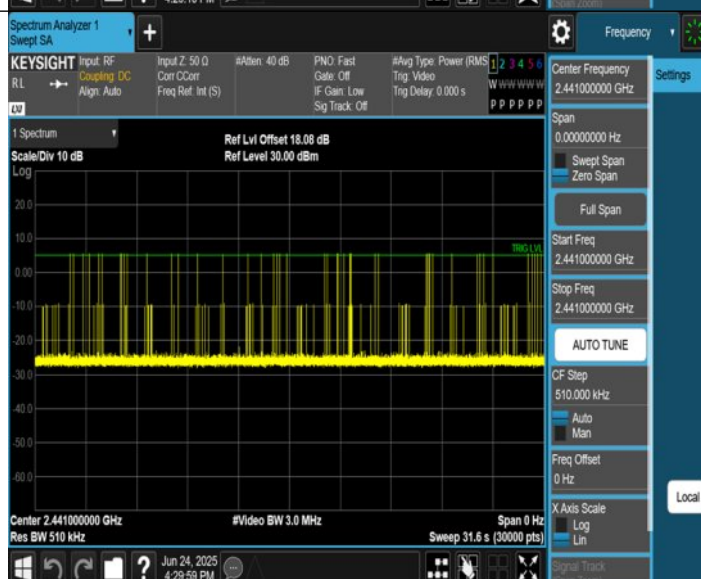 Spectrum Analyzer 1
Swept SA
+
Frequency
KEYSIGHT
RL
LXI
Input: RF
Coupling: DC
Align: Auto
Input Z: 50 Ω
Corr CCorr
Freq Ref: Int (S)
#Atten: 40 dB
PNO: Fast
Gate: Off
IF Gain: Low
Sig Track: Off
#Avg Type: Power (RMS
Trig: Video
Trig Delay: 0.000 s
1 2 3 4 5 6
W W W W W W
P P P P P P
1 Spectrum
Scale/Div 10 dB
Log
Ref Lvl Offset 18.08 dB
Ref Level 30.00 dBm
20.0
10.0
0.00
-10.0
-20.0
-30.0
-40.0
-50.0
-60.0
TRIG LVL
Center 2.441000000 GHz
Res BW 510 kHz
#Video BW 3.0 MHz
Span 0 Hz
Sweep 31.6 s (30000 pts)
Center Frequency
2.441000000 GHz
Settings
Span
0.00000000 Hz
Swept Span
Zero Span
Full Span
Start Freq
2.441000000 GHz
Stop Freq
2.441000000 GHz
AUTO TUNE
CF Step
510.000 kHz
Auto
Man
Freq Offset
0 Hz
X Axis Scale
Log
Lin
Local
Signal Track
?
Jun 24, 2025
4:29:59 PM